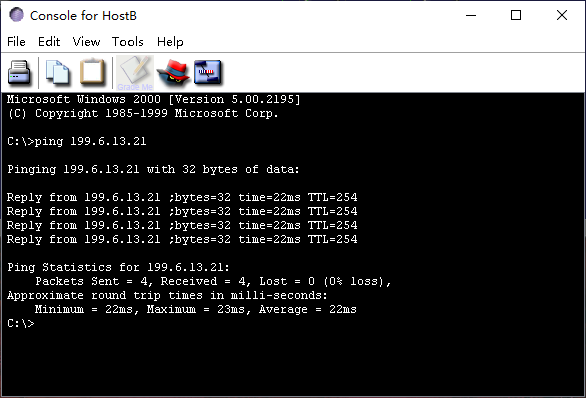 Console for HostB
File Edit View Tools Help
Grade Me
Microsoft Windows 2000 [Version 5.00.2195]
(C) Copyright 1985-1999 Microsoft Corp.
C:\>ping 199.6.13.21
Pinging 199.6.13.21 with 32 bytes of data:
Reply from 199.6.13.21 ;bytes=32 time=22ms TTL=254
Reply from 199.6.13.21 ;bytes=32 time=22ms TTL=254
Reply from 199.6.13.21 ;bytes=32 time=22ms TTL=254
Reply from 199.6.13.21 ;bytes=32 time=22ms TTL=254
Ping Statistics for 199.6.13.21:
Packets Sent = 4, Received = 4, Lost = 0 (0% loss),
Approximate round trip times in milli-seconds:
Minimum = 22ms, Maximum = 23ms, Average = 22ms
C:\>